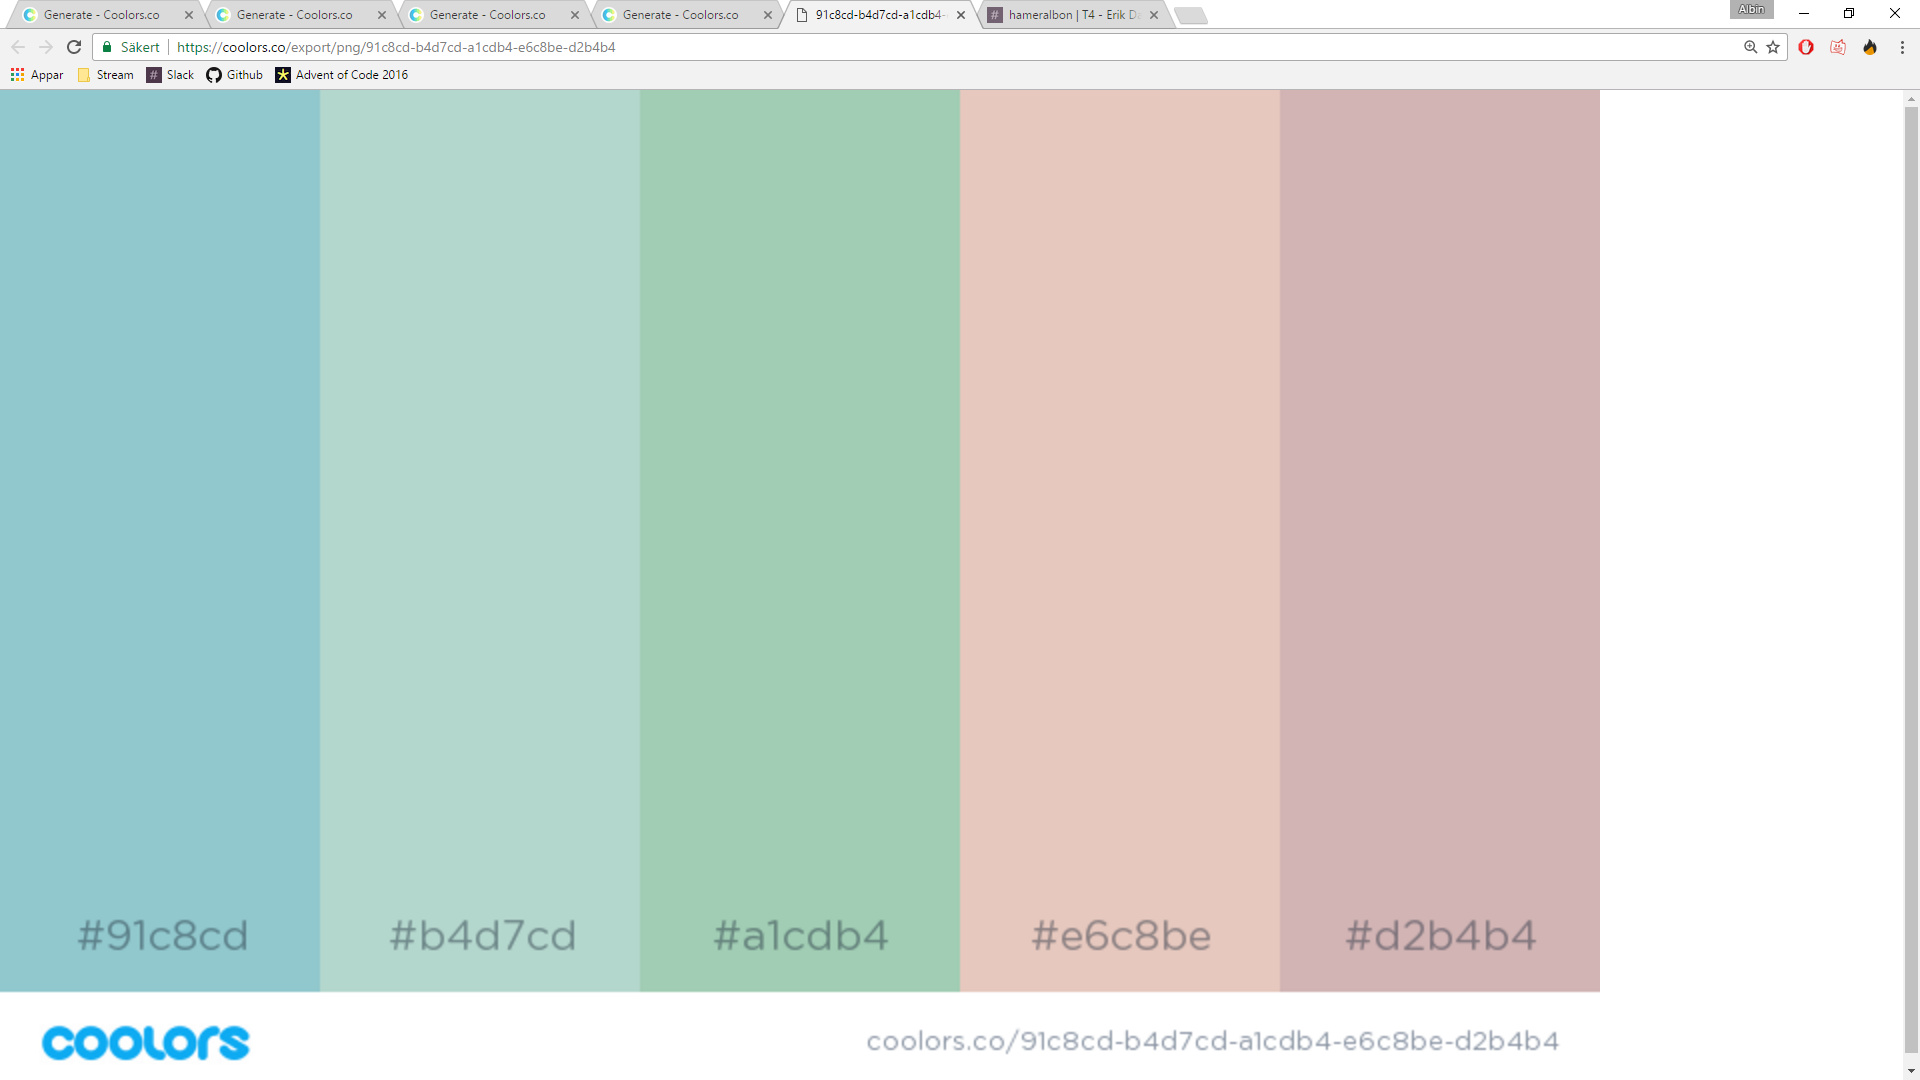 Generate - Coolors.co Generate - Coolors.co Generate - Coolors.co Generate - Coolors.co 91c8cd-b4d7cd-a1cdb4- hameralbon | T4 - Erik Da Albin
Säkert https://coolors.co/export/png/91c8cd-b4d7cd-a1cdb4-e6c8be-d2b4b4
Appar Stream Slack Github Advent of Code 2016
#91c8cd #b4d7cd #a1cdb4 #e6c8be #d2b4b4
coolors coolors.co/91c8cd-b4d7cd-a1cdb4-e6c8be-d2b4b4